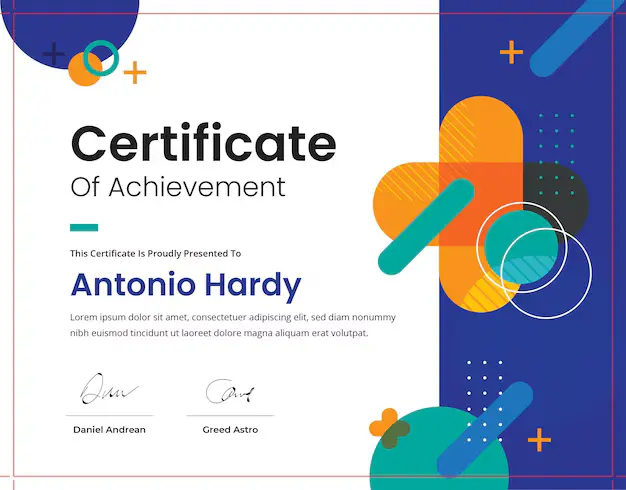 Certificate
Of Achievement
This Certificate Is Proudly Presented To
Antonio Hardy
Lorem ipsum dolor sit amet, consectetuer adipiscing elit, sed diam nonummy
nibh euismod tincidunt ut laoreet dolore magna aliquam erat volutpat.
Daniel Andrean
Greed Astro